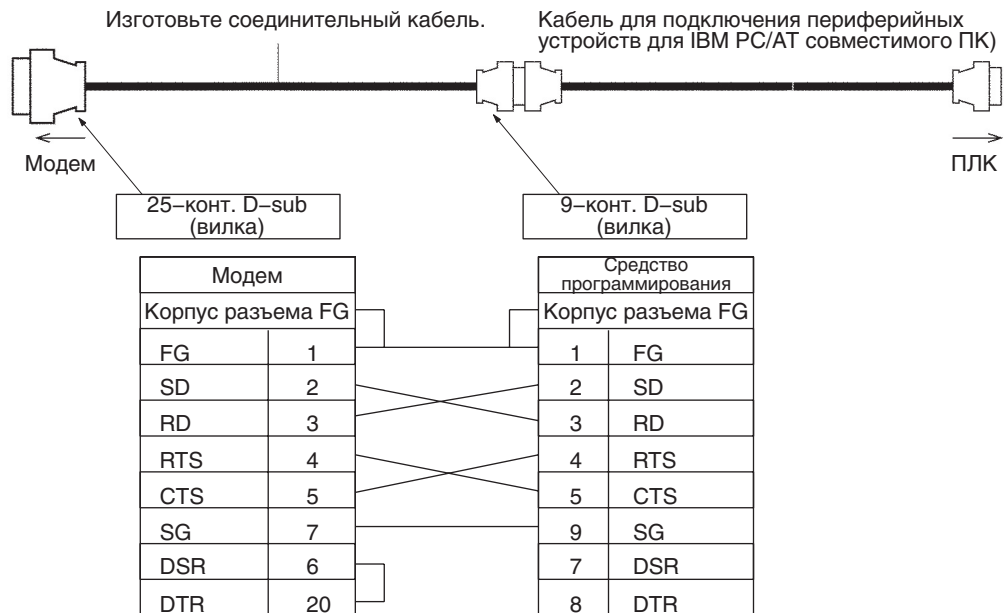 Изготовьте соединительный кабель.
Кабель для подключения периферийных
устройств для IBM PC/AT совместимого ПК)
Модем
ПЛК
25–конт. D–sub
(вилка)
9–конт. D–sub
(вилка)
Модем
Корпус разъема FG
FG 1
SD 2
RD 3
RTS 4
CTS 5
SG 7
DSR 6
DTR 20
Средство
программирования
Корпус разъема FG
1 FG
2 SD
3 RD
4 RTS
5 CTS
9 SG
7 DSR
8 DTR